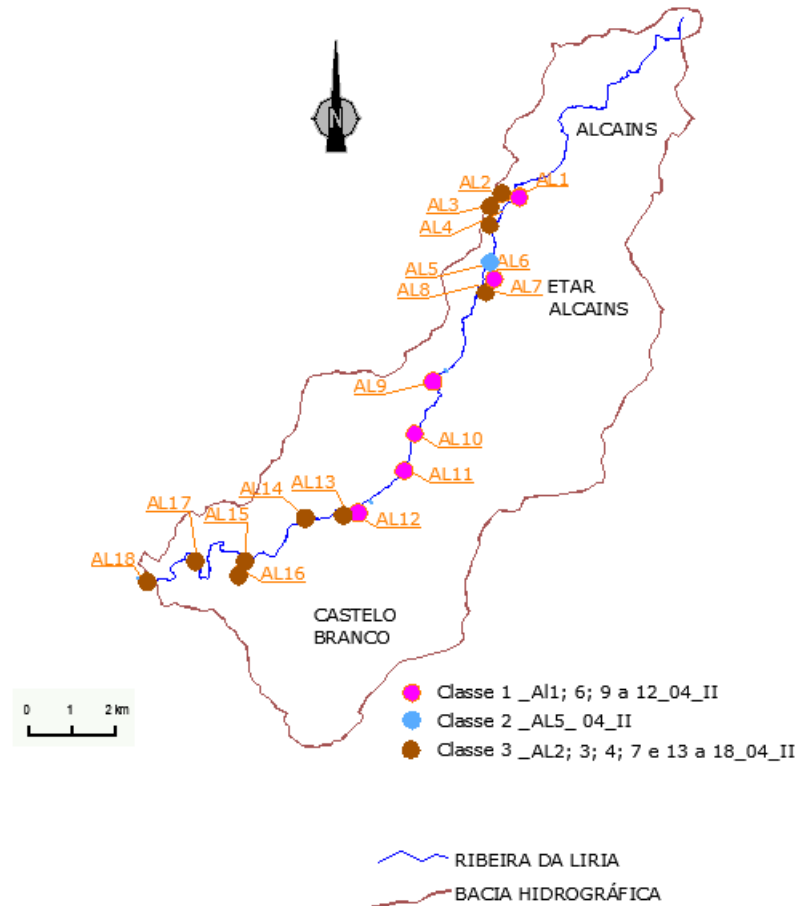 N
ALCAINS
AL2
AL1
AL3
AL4
AL5
AL6
AL8
AL7
ETAR
ALCAINS
AL9
AL10
AL11
AL14
AL13
AL12
AL17
AL15
AL18
AL16
CASTELO
BRANCO
0 1 2 km
Classe 1 _Al1; 6; 9 a 12_04_II
Classe 2 _AL5_ 04_II
Classe 3 _AL2; 3; 4; 7 e 13 a 18_04_II
RIBEIRA DA LIRIA
BACIA HIDROGRÁFICA